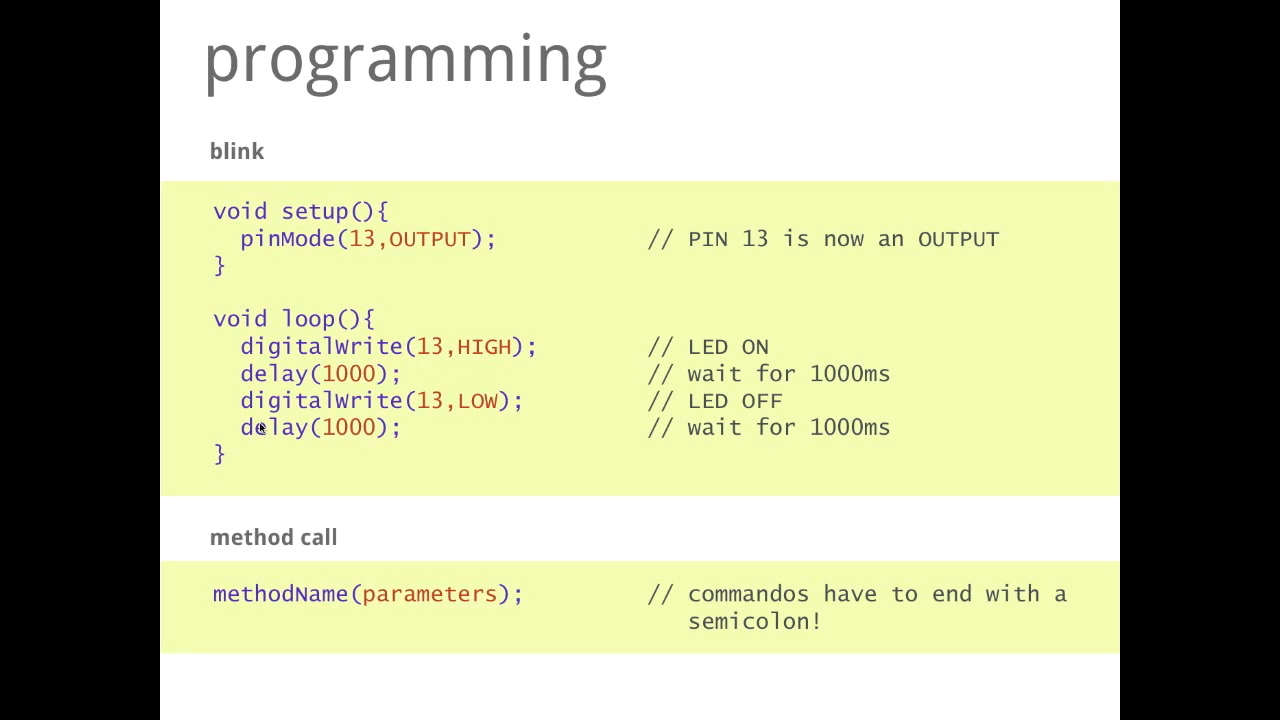 programming
blink
void setup(){
pinMode(13,OUTPUT); // PIN 13 is now an OUTPUT
}
void loop(){
digitalWrite(13,HIGH); // LED ON
delay(1000); // wait for 1000ms
digitalWrite(13,LOW); // LED OFF
delay(1000); // wait for 1000ms
}
method call
methodName(parameters); // commandos have to end with a
semicolon!